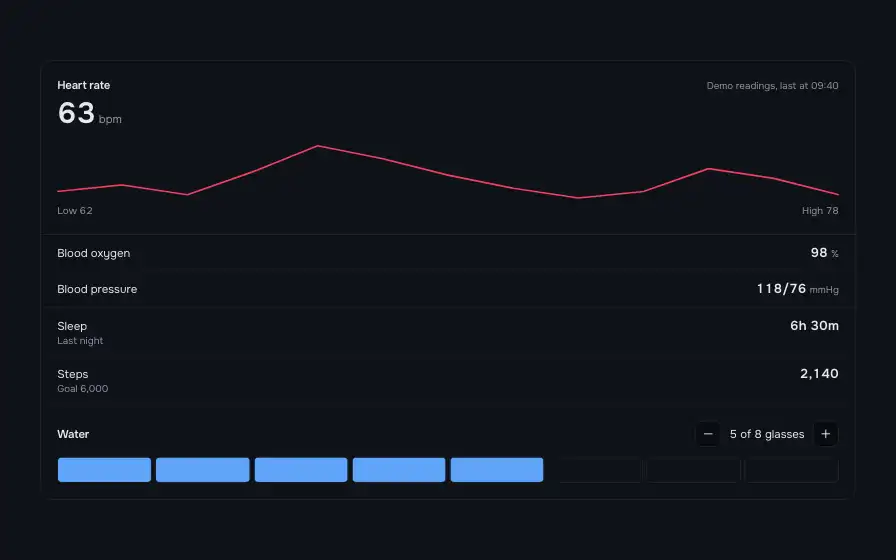 Heart rate
Demo readings, last at 09:40
63 bpm
Low 62
High 78
Blood oxygen
98 %
Blood pressure
118/76 mmHg
Sleep
6h 30m
Last night
Steps
2,140
Goal 6,000
Water
− 5 of 8 glasses +